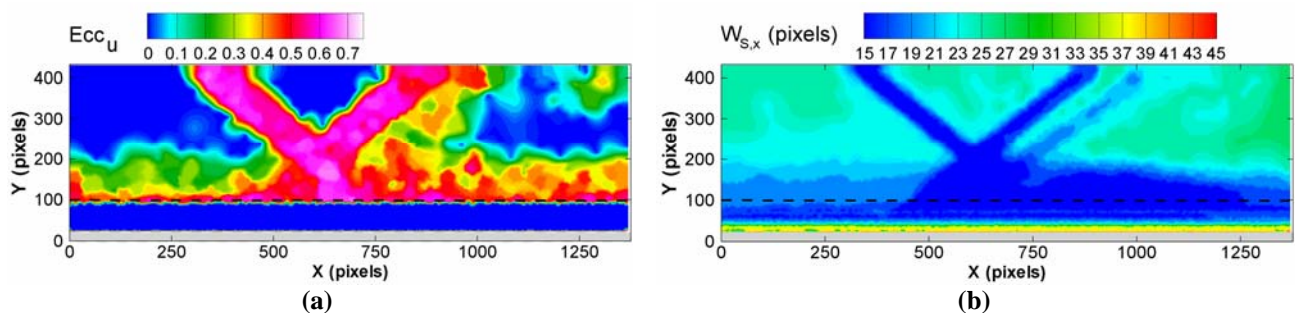 Ecc_u
0 0.1 0.2 0.3 0.4 0.5 0.6 0.7
400
300
200
100
0
Y (pixels)
0 250 500 750 1000 1250
X (pixels)
(a)
W_S,x (pixels)
15 17 19 21 23 25 27 29 31 33 35 37 39 41 43 45
400
300
200
100
0
Y (pixels)
0 250 500 750 1000 1250
X (pixels)
(b)